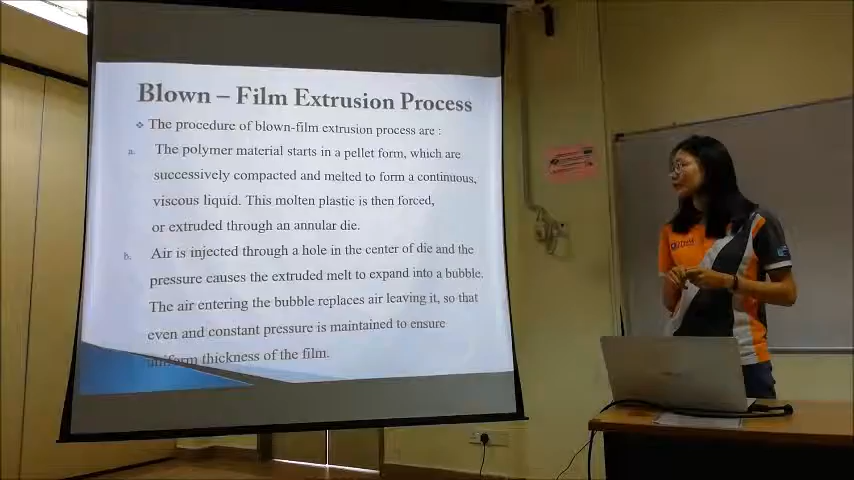 Blown – Film Extrusion Process
❖ The procedure of blown-film extrusion process are :
a. The polymer material starts in a pellet form, which are
successively compacted and melted to form a continuous,
viscous liquid. This molten plastic is then forced,
or extruded through an annular die.
b. Air is injected through a hole in the center of die and the
pressure causes the extruded melt to expand into a bubble.
The air entering the bubble replaces air leaving it, so that
even and constant pressure is maintained to ensure
uniform thickness of the film.